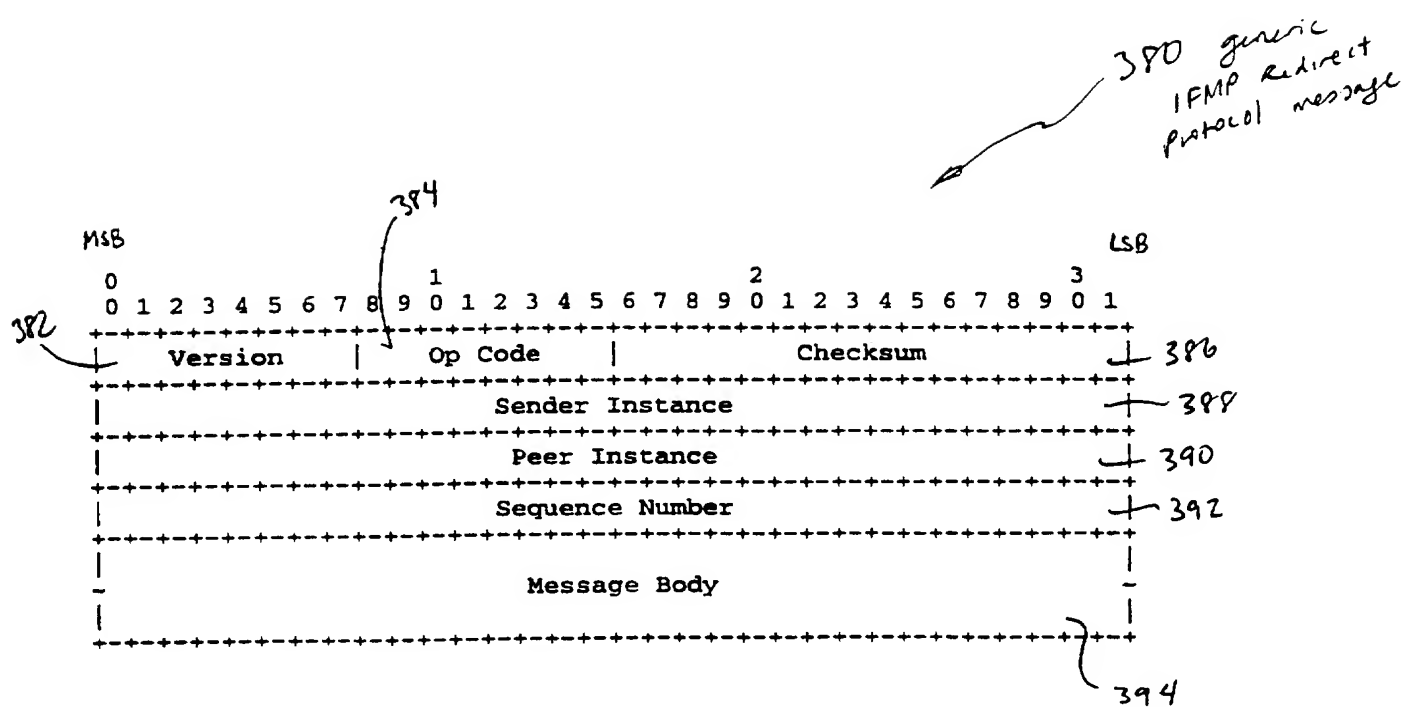 380 generic
IFMP Redirect
Protocol message
384
MSB LSB
0 1 2 3
0 1 2 3 4 5 6 7 8 9 0 1 2 3 4 5 6 7 8 9 0 1 2 3 4 5 6 7 8 9 0 1
382
+-+-+-+-+-+-+-+-+-+-+-+-+-+-+-+-+-+-+-+-+-+-+-+-+-+-+-+-+-+-+-+-+
| Version | Op Code | Checksum | 386
+-+-+-+-+-+-+-+-+-+-+-+-+-+-+-+-+-+-+-+-+-+-+-+-+-+-+-+-+-+-+-+-+
| Sender Instance | 388
+-+-+-+-+-+-+-+-+-+-+-+-+-+-+-+-+-+-+-+-+-+-+-+-+-+-+-+-+-+-+-+-+
| Peer Instance | 390
+-+-+-+-+-+-+-+-+-+-+-+-+-+-+-+-+-+-+-+-+-+-+-+-+-+-+-+-+-+-+-+-+
| Sequence Number | 392
+-+-+-+-+-+-+-+-+-+-+-+-+-+-+-+-+-+-+-+-+-+-+-+-+-+-+-+-+-+-+-+-+
| |
~ Message Body ~
| |
+-+-+-+-+-+-+-+-+-+-+-+-+-+-+-+-+-+-+-+-+-+-+-+-+-+-+-+-+-+-+-+-+
394